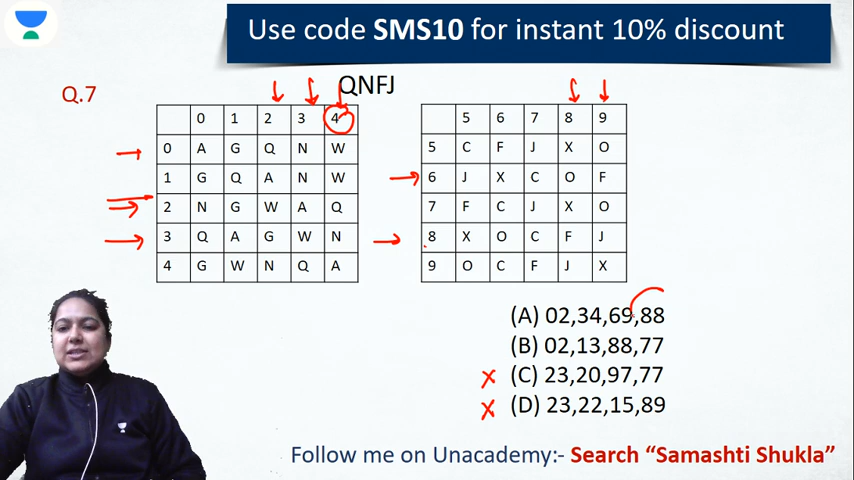 Use code SMS10 for instant 10% discount
Q.7
QNFJ
0 1 2 3 4
0 A G Q N W
1 G Q A N W
2 N G W A Q
3 Q A G W N
4 G W N Q A
5 6 7 8 9
5 C F J X O
6 J X C O F
7 F C J X O
8 X O C F J
9 O C F J X
(A) 02,34,69,88
(B) 02,13,88,77
x (C) 23,20,97,77
x (D) 23,22,15,89
Follow me on Unacademy:- Search “Samashti Shukla”